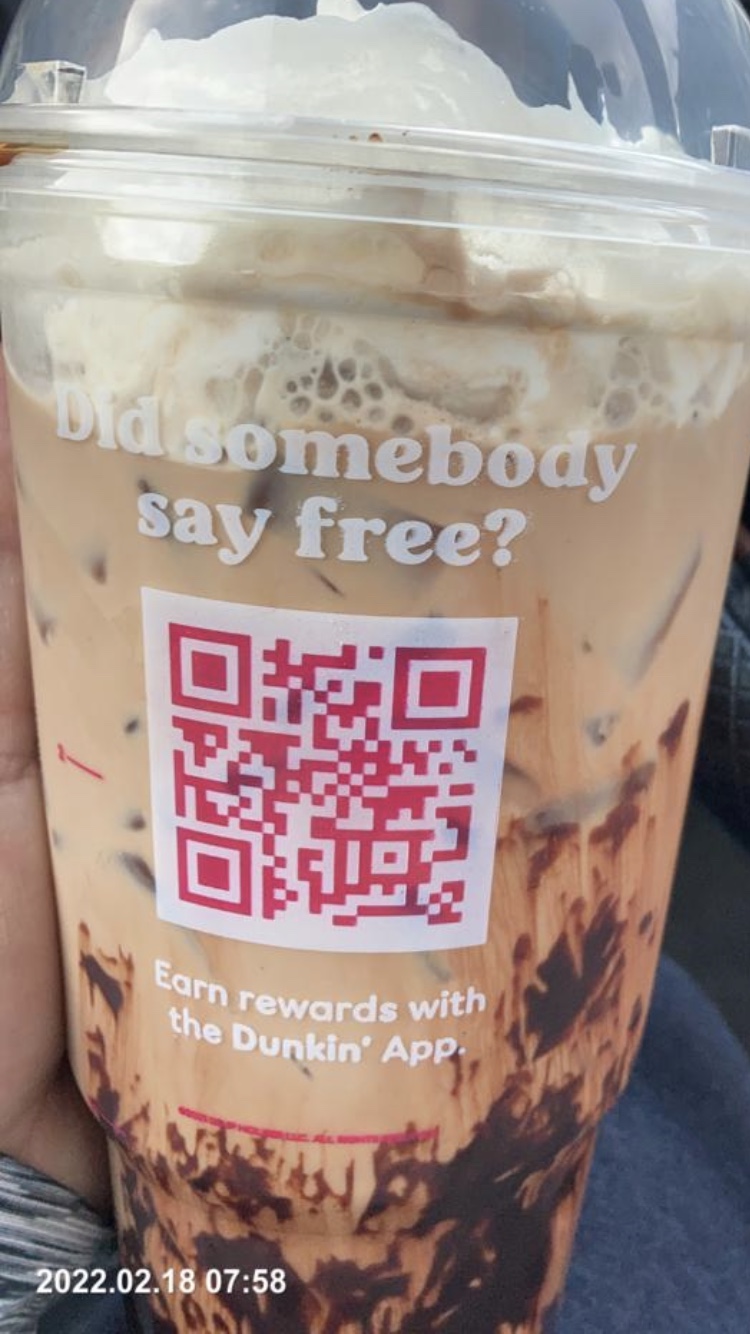 Did somebody
say free?
Earn rewards with
the Dunkin' App.
2022.02.18 07:58